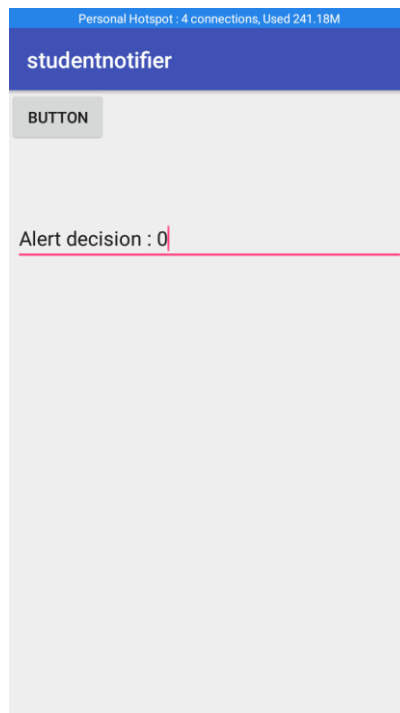 Personal Hotspot : 4 connections, Used 241.18M
studentnotifier
BUTTON
Alert decision : 0